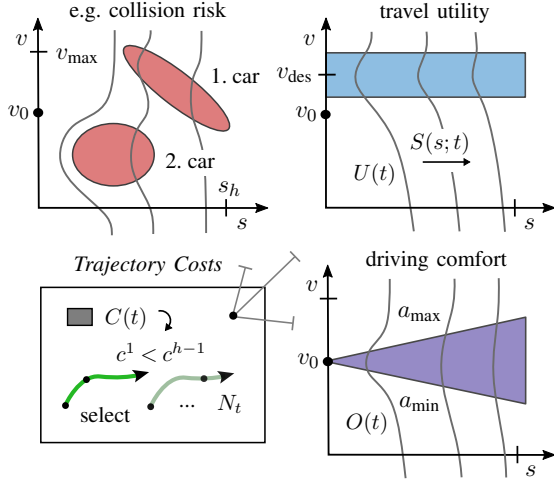 e.g. collision risk
v
v_max
1. car
v_0
2. car
s_h
s
travel utility
v
v_des
v_0
S(s;t)
U(t)
s
Trajectory Costs
C(t)
c^1 < c^{h-1}
select
...
N_t
driving comfort
v
a_max
v_0
a_min
O(t)
s